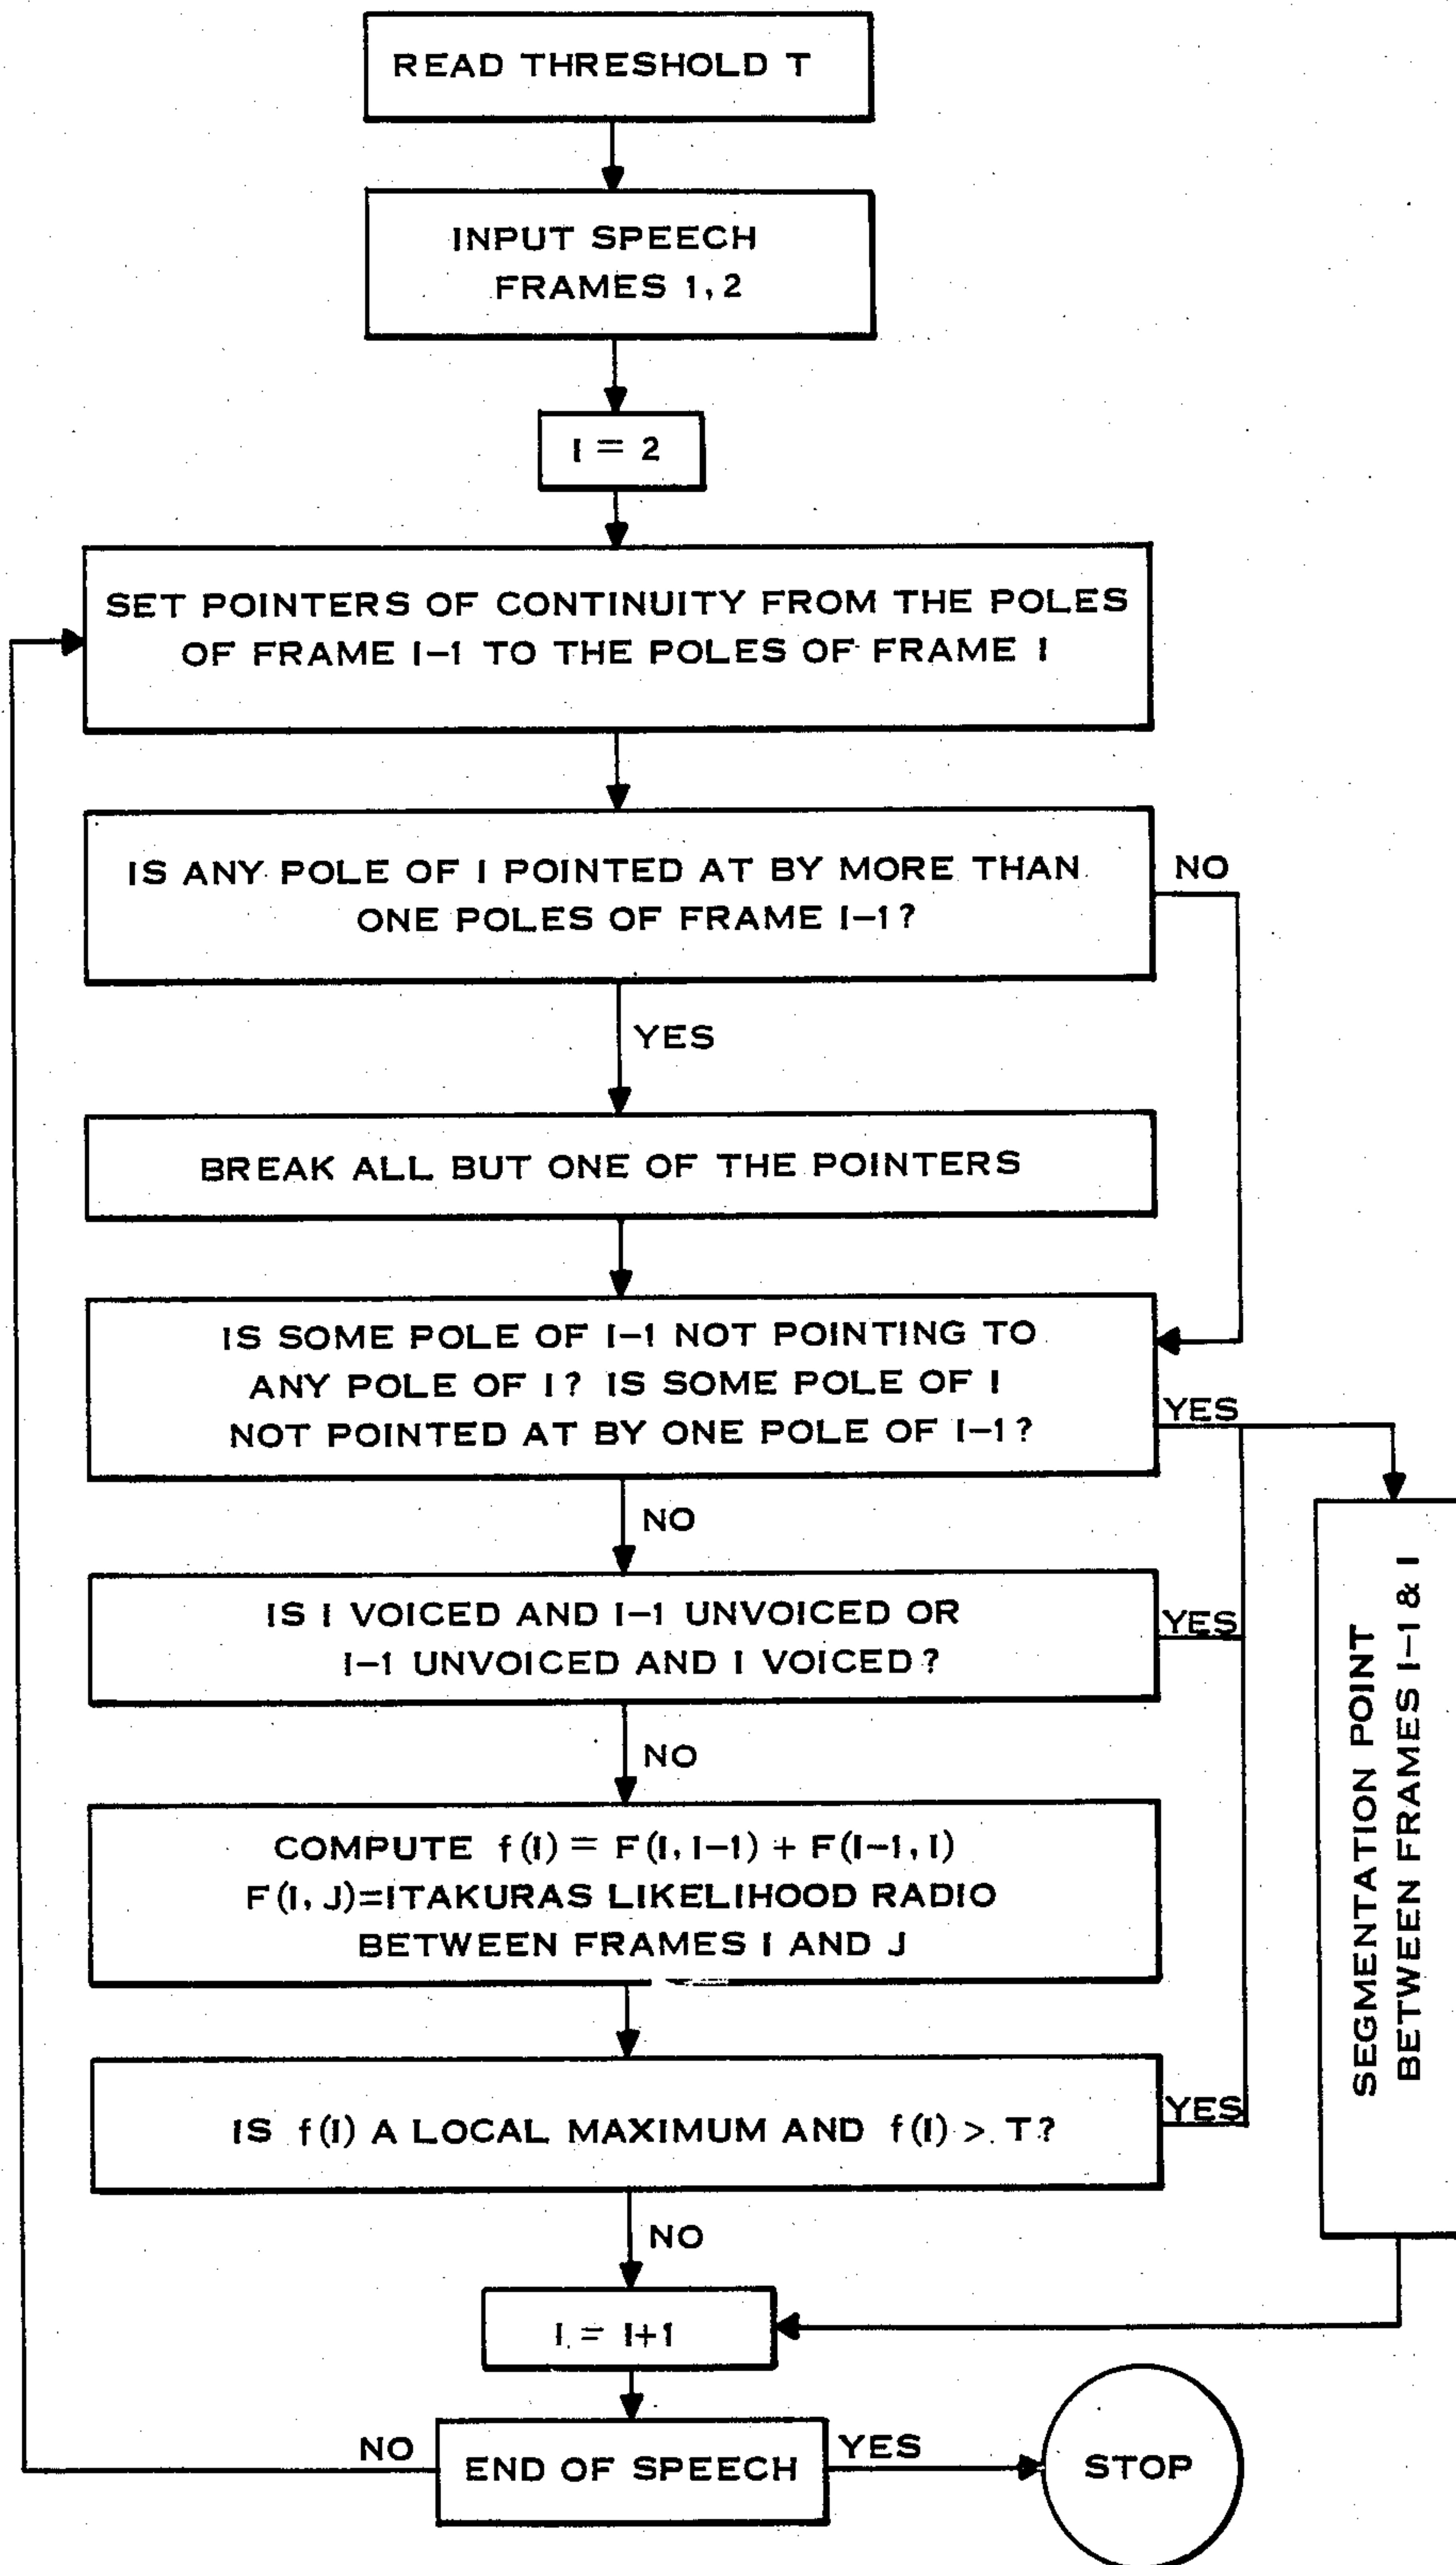 READ THRESHOLD T
INPUT SPEECH
FRAMES 1, 2
I = 2
SET POINTERS OF CONTINUITY FROM THE POLES
OF FRAME I-1 TO THE POLES OF FRAME I
IS ANY POLE OF I POINTED AT BY MORE THAN
ONE POLES OF FRAME I-1?
NO
YES
BREAK ALL BUT ONE OF THE POINTERS
IS SOME POLE OF I-1 NOT POINTING TO
ANY POLE OF I? IS SOME POLE OF I
NOT POINTED AT BY ONE POLE OF I-1?
YES
NO
IS I VOICED AND I-1 UNVOICED OR
I-1 UNVOICED AND I VOICED?
YES
NO
COMPUTE f(I) = F(I, I-1) + F(I-1, I)
F(I, J)=ITAKURAS LIKELIHOOD RADIO
BETWEEN FRAMES I AND J
IS f(I) A LOCAL MAXIMUM AND f(I) > T?
YES
NO
SEGMENTATION POINT
BETWEEN FRAMES I-1 & I
I = I+1
NO
END OF SPEECH
YES
STOP